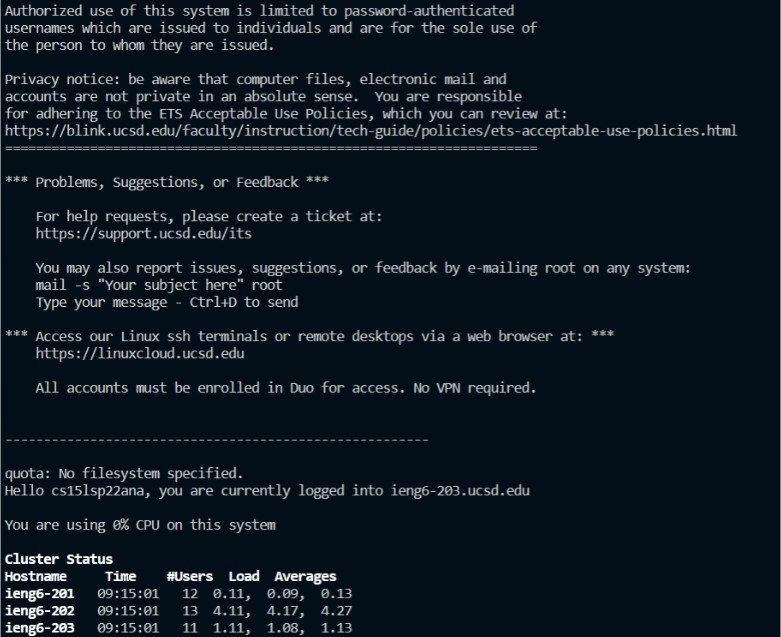 Authorized use of this system is limited to password-authenticated
usernames which are issued to individuals and are for the sole use of
the person to whom they are issued.
Privacy notice: be aware that computer files, electronic mail and
accounts are not private in an absolute sense.  You are responsible
for adhering to the ETS Acceptable Use Policies, which you can review at:
https://blink.ucsd.edu/faculty/instruction/tech-guide/policies/ets-acceptable-use-policies.html
=====================================================================
*** Problems, Suggestions, or Feedback ***
For help requests, please create a ticket at:
https://support.ucsd.edu/its
You may also report issues, suggestions, or feedback by e-mailing root on any system:
mail -s "Your subject here" root
Type your message - Ctrl+D to send
*** Access our Linux ssh terminals or remote desktops via a web browser at: ***
https://linuxcloud.ucsd.edu
All accounts must be enrolled in Duo for access. No VPN required.
-------------------------------------------------------
quota: No filesystem specified.
Hello cs15lsp22ana, you are currently logged into ieng6-203.ucsd.edu
You are using 0% CPU on this system
Cluster Status
Hostname     Time    #Users  Load  Averages
ieng6-201   09:15:01   12  0.11,  0.09,  0.13
ieng6-202   09:15:01   13  4.11,  4.17,  4.27
ieng6-203   09:15:01   11  1.11,  1.08,  1.13